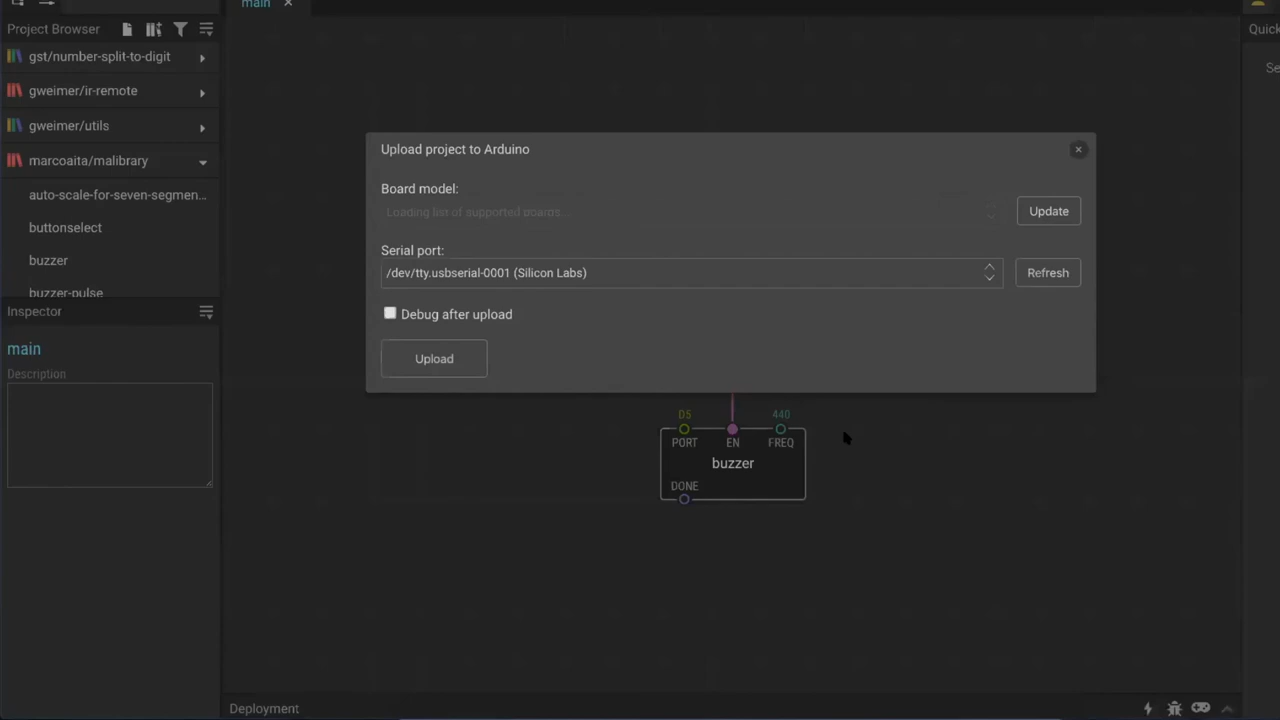 main ×
Project Browser
Quick
gst/number-split-to-digit
Se
gweimer/ir-remote
gweimer/utils
marcoaita/malibrary
auto-scale-for-seven-segmen...
buttonselect
buzzer
buzzer-pulse
Inspector
main
Description
Upload project to Arduino
Board model:
Loading list of supported boards...
Update
Serial port:
/dev/tty.usbserial-0001 (Silicon Labs)
Refresh
Debug after upload
Upload
D5 440
PORT EN FREQ
buzzer
DONE
Deployment